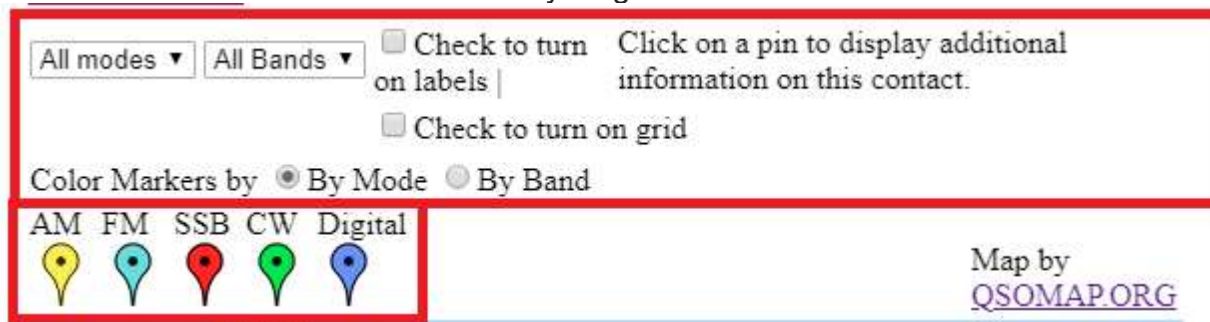 All modes ▼ All Bands ▼ Check to turn on labels | Click on a pin to display additional information on this contact.
Check to turn on grid
Color Markers by By Mode By Band
AM FM SSB CW Digital
Map by
QSOMAP.ORG